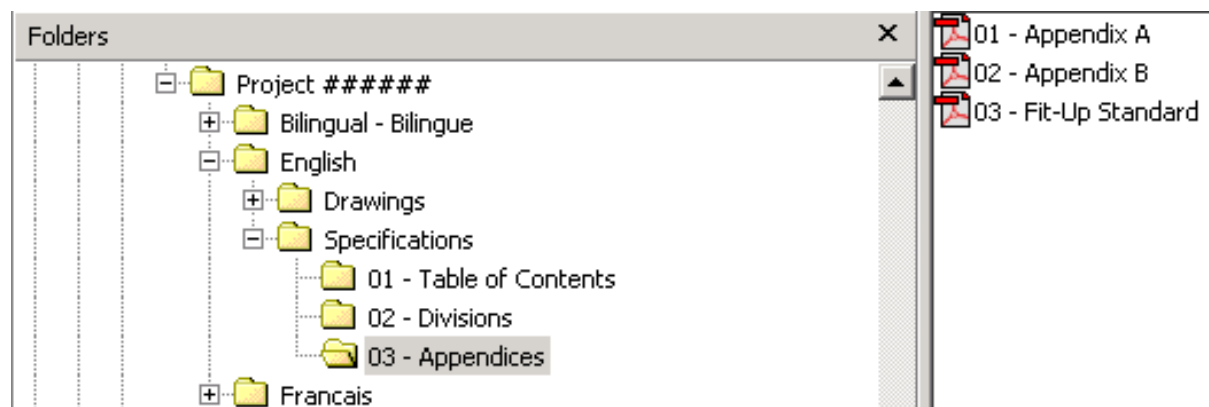 Folders
Project ######
Bilingual - Bilingue
English
Drawings
Specifications
01 - Table of Contents
02 - Divisions
03 - Appendices
Francais
01 - Appendix A
02 - Appendix B
03 - Fit-Up Standard